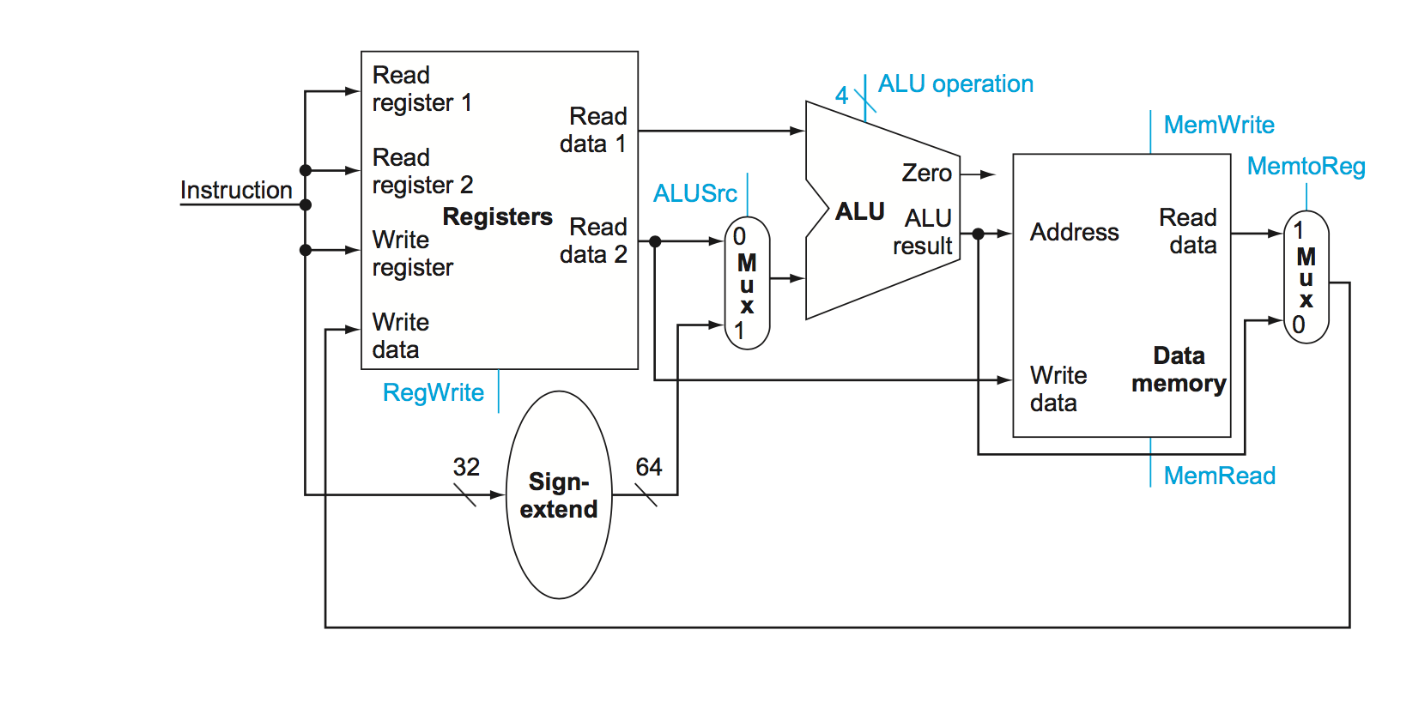 Instruction
Read
register 1
Read
register 2
Registers
Write
register
Write
data
Read
data 1
Read
data 2
RegWrite
32
Sign-
extend
64
ALUSrc
0
M
u
x
1
4
ALU operation
Zero
ALU
ALU
result
MemWrite
Address
Read
data
Write
data
Data
memory
MemRead
MemtoReg
1
M
u
x
0